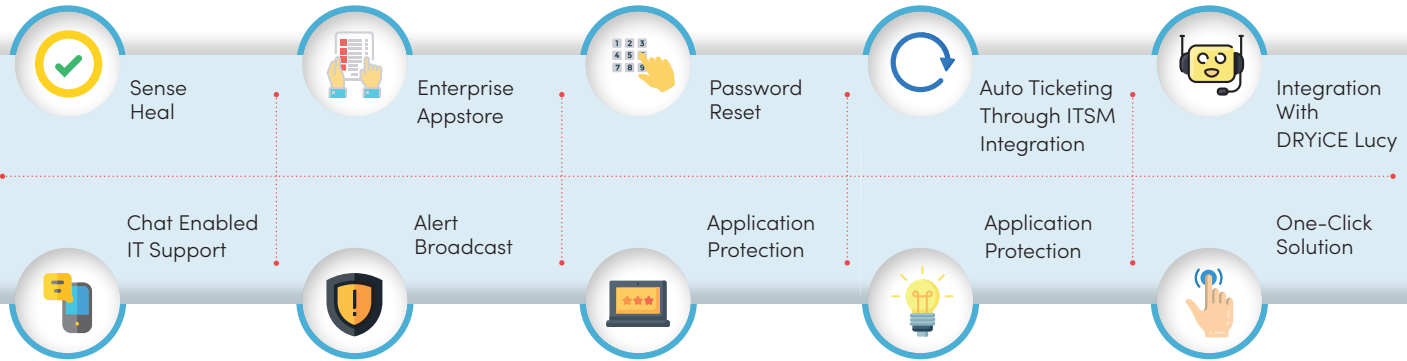 Sense
Heal
Enterprise
Appstore
1 2 3
4 5
7 8 9
Password
Reset
Auto Ticketing
Through ITSM
Integration
Integration
With
DRYiCE Lucy
Chat Enabled
IT Support
Alert
Broadcast
Application
Protection
Application
Protection
One-Click
Solution